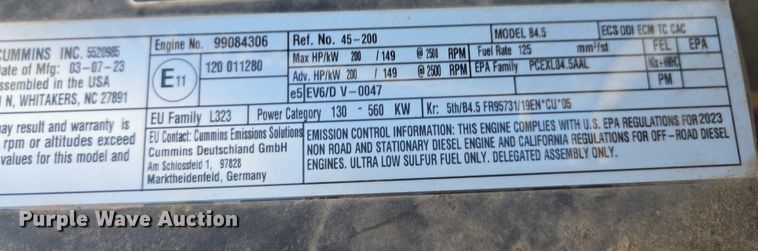 CUMMINS INC. 5620985
Date of Mfg: 03-07-23
Assembled in the USA
N, WHITAKERS, NC 27891
may result and warranty is
rpm or altitudes exceed
values for this model and
Engine No. 99084306
E11
120 011280
Ref. No. 45-200
MODEL B4.5
ECS DDI ECM TC CAC
Max HP/kW 200 / 149 @ 2500 RPM
Fuel Rate 125 mm³/st
FEL EPA
Adv. HP/kW 200 / 149 @ 2500 RPM
EPA Family PCEXL04.5AAL
PM
e5 EV6/D V-0047
EU Family L323
Power Category 130 - 560 KW
Kr: 5th/B4.5 FR95731/19EN*CU*05
EU Contact: Cummins Emissions Solutions
Cummins Deutschland GmbH
Am Schlossfeld 1, 97828
Marktheidenfeld, Germany
EMISSION CONTROL INFORMATION: THIS ENGINE COMPLIES WITH U.S. EPA REGULATIONS FOR 2023
NON ROAD AND STATIONARY DIESEL ENGINE AND CALIFORNIA REGULATIONS FOR OFF-ROAD DIESEL
ENGINES. ULTRA LOW SULFUR FUEL ONLY. DELEGATED ASSEMBLY ONLY.
Purple Wave Auction